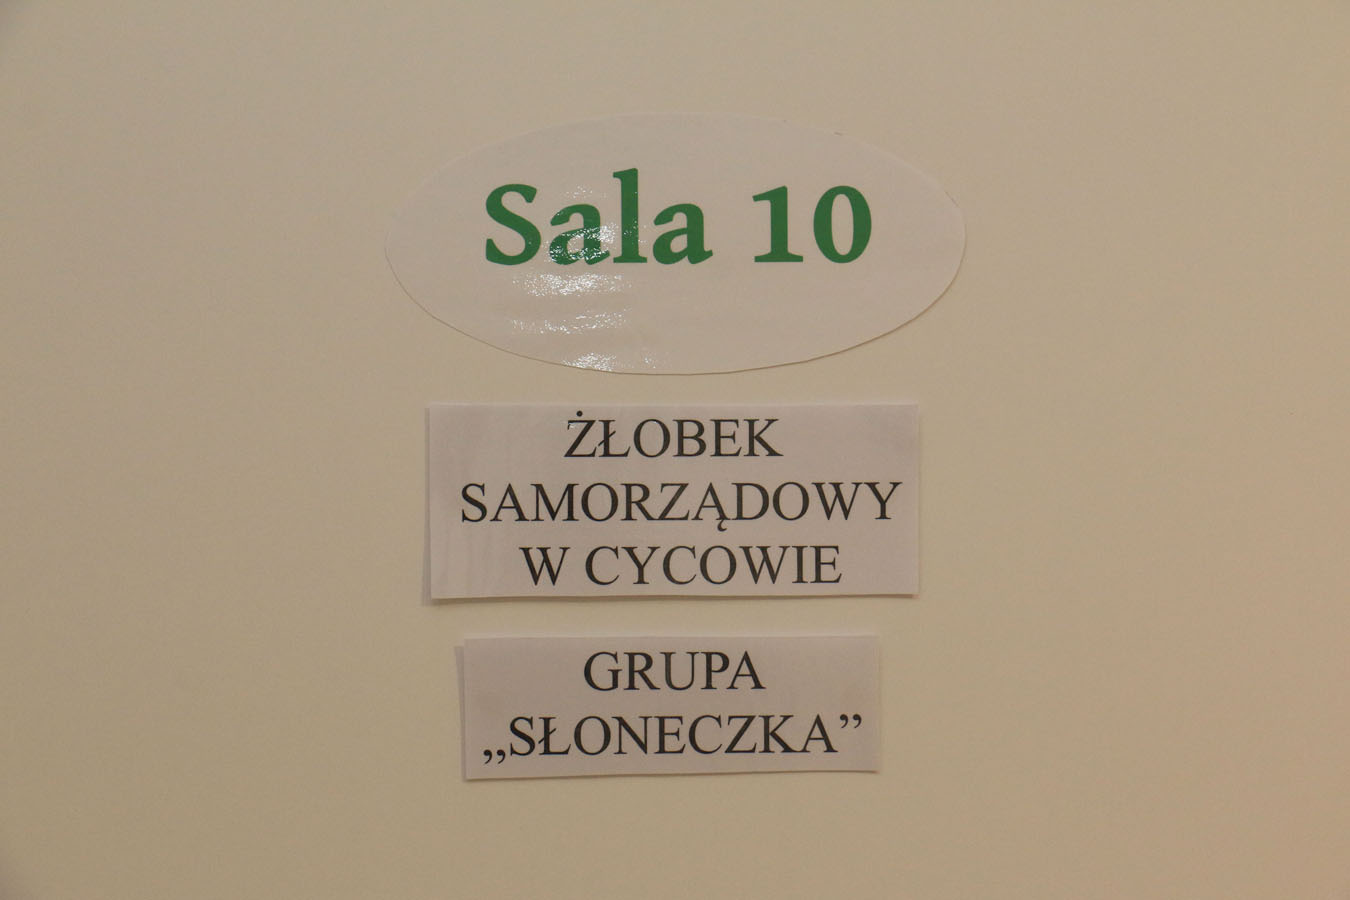 Sala 10
ŻŁOBEK
SAMORZĄDOWY
W CYCOWIE
GRUPA
„SŁONECZKA”